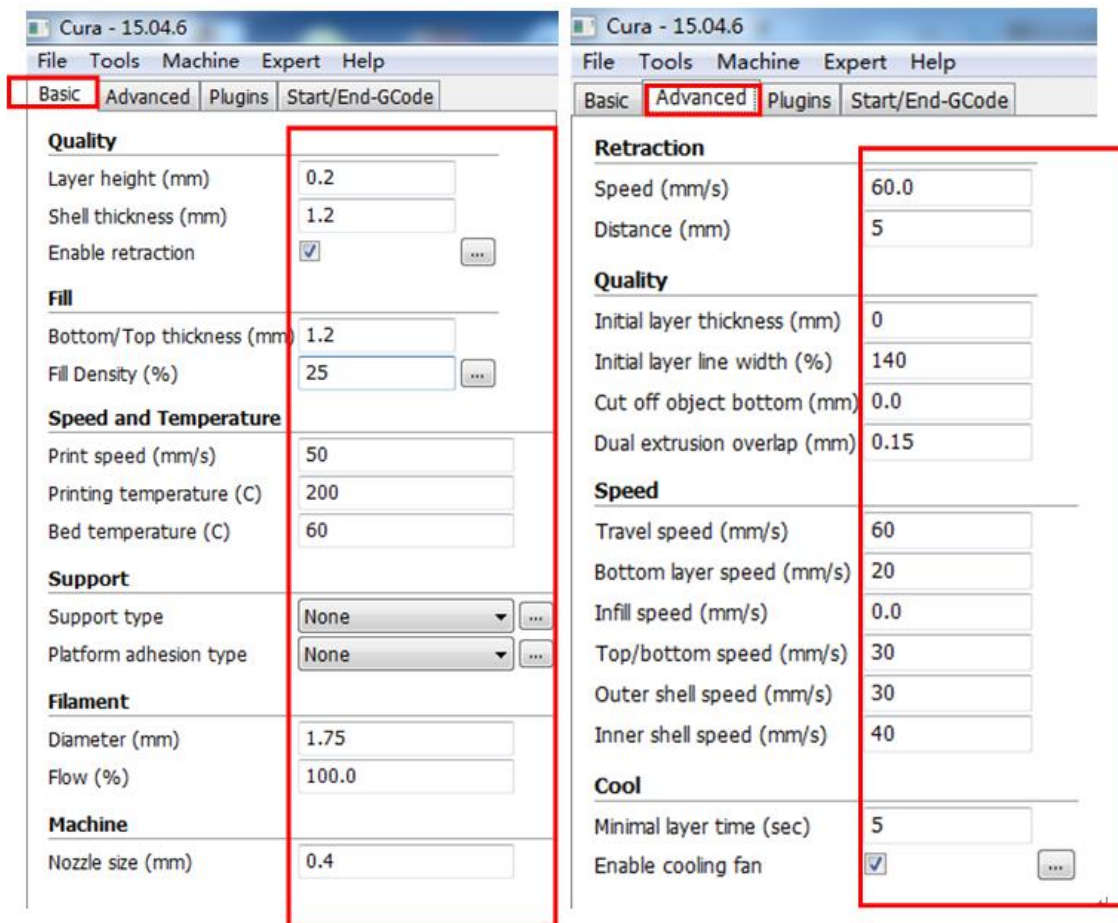 Cura - 15.04.6
File Tools Machine Expert Help
Basic Advanced Plugins Start/End-GCode
Quality
Layer height (mm) 0.2
Shell thickness (mm) 1.2
Enable retraction ...
Fill
Bottom/Top thickness (mm) 1.2
Fill Density (%) 25 ...
Speed and Temperature
Print speed (mm/s) 50
Printing temperature (C) 200
Bed temperature (C) 60
Support
Support type None ...
Platform adhesion type None ...
Filament
Diameter (mm) 1.75
Flow (%) 100.0
Machine
Nozzle size (mm) 0.4
Cura - 15.04.6
File Tools Machine Expert Help
Basic Advanced Plugins Start/End-GCode
Retraction
Speed (mm/s) 60.0
Distance (mm) 5
Quality
Initial layer thickness (mm) 0
Initial layer line width (%) 140
Cut off object bottom (mm) 0.0
Dual extrusion overlap (mm) 0.15
Speed
Travel speed (mm/s) 60
Bottom layer speed (mm/s) 20
Infill speed (mm/s) 0.0
Top/bottom speed (mm/s) 30
Outer shell speed (mm/s) 30
Inner shell speed (mm/s) 40
Cool
Minimal layer time (sec) 5
Enable cooling fan ...